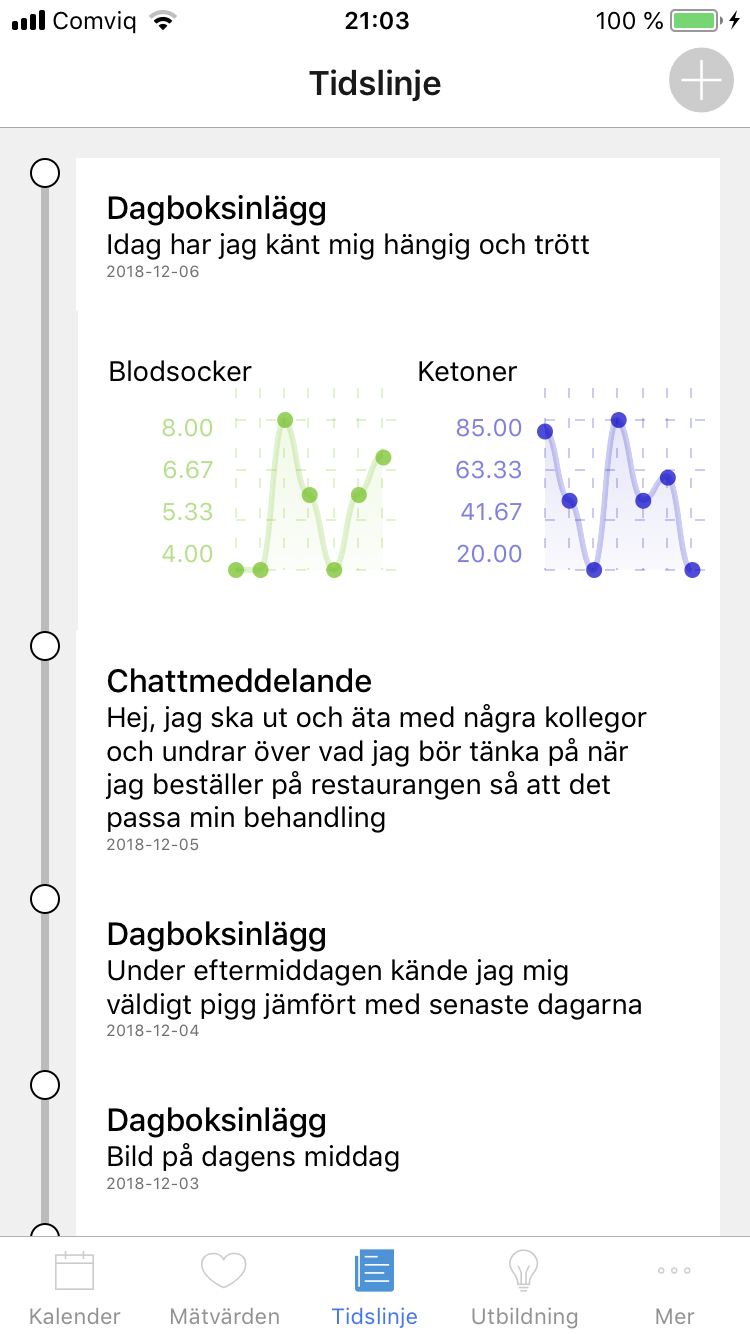 Comviq 21:03 100 %
Tidslinje
Dagboksinlägg
Idag har jag känt mig hängig och trött
2018-12-06
Blodsocker Ketoner
8.00 85.00
6.67 63.33
5.33 41.67
4.00 20.00
Chattmeddelande
Hej, jag ska ut och äta med några kollegor
och undrar över vad jag bör tänka på när
jag beställer på restaurangen så att det
passa min behandling
2018-12-05
Dagboksinlägg
Under eftermiddagen kände jag mig
väldigt pigg jämfört med senaste dagarna
2018-12-04
Dagboksinlägg
Bild på dagens middag
2018-12-03
Kalender Mätvärden Tidslinje Utbildning Mer